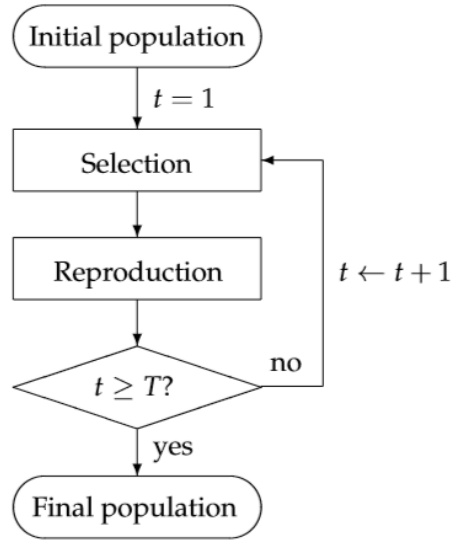 Initial population
t = 1
Selection
Reproduction
t ← t + 1
t ≥ T?
no
yes
Final population